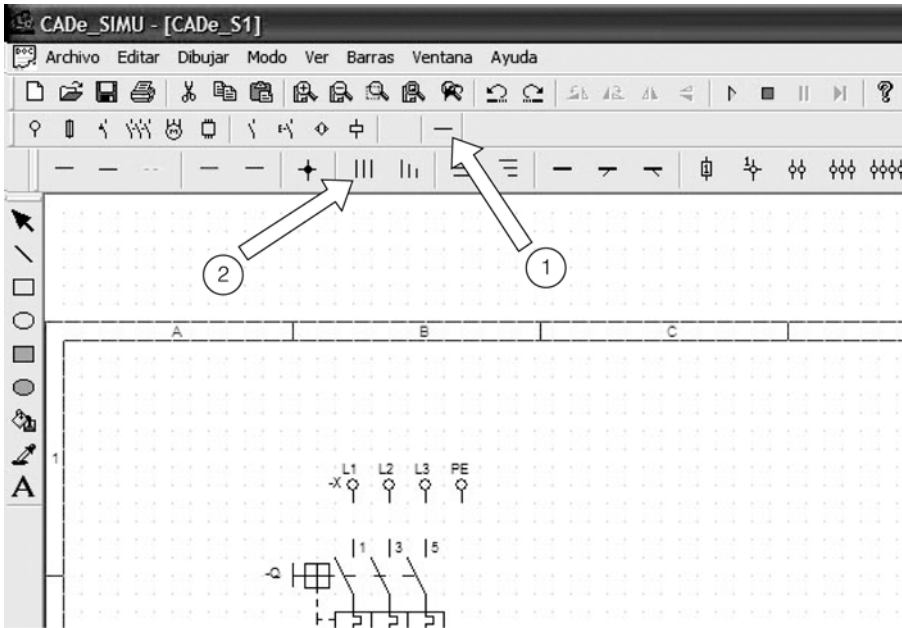 CADe_SIMU - [CADe_S1]
Archivo Editar Dibujar Modo Ver Barras Ventana Ayuda
2
1
A B C
1
L1 L2 L3 PE
-X
1 3 5
-Q